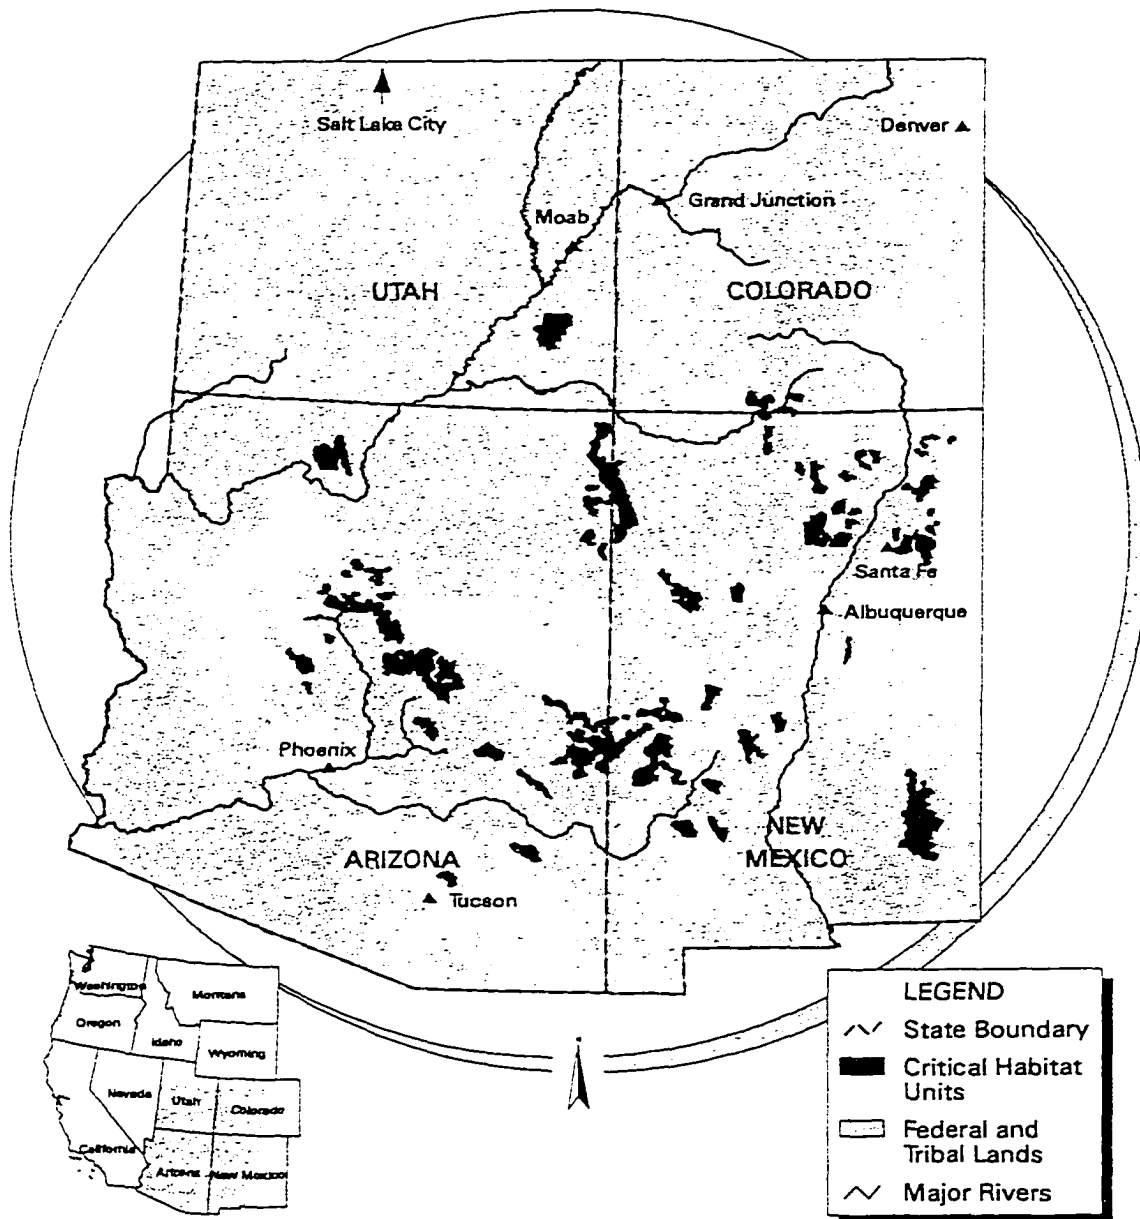 Salt Lake City
Denver
Grand Junction
Moab
UTAH
COLORADO
Santa Fe
Albuquerque
Phoenix
NEW
MEXICO
ARIZONA
Tucson
Washington
Montana
Oregon
Idaho
Wyoming
Nevada
Utah
Colorado
California
Arizona
New Mexico
LEGEND
State Boundary
Critical Habitat
Units
Federal and
Tribal Lands
Major Rivers